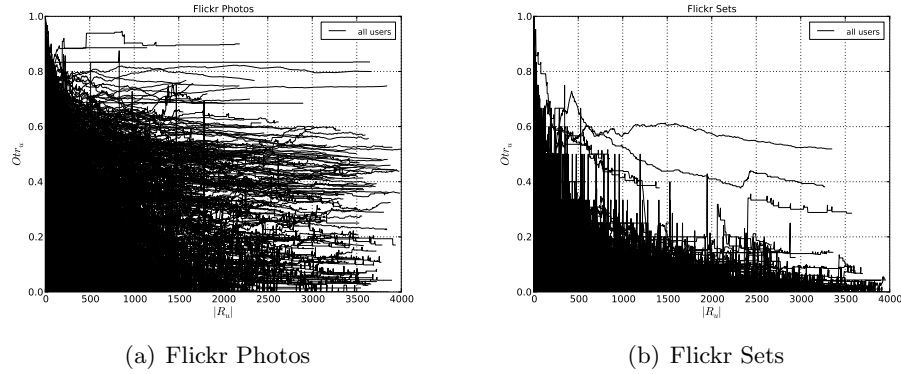 Flickr Photos
1.0
0.8
0.6
0.4
0.2
0.0
Otr_u
all users
0 500 1000 1500 2000 2500 3000 3500 4000
|R_u|
(a) Flickr Photos
Flickr Sets
1.0
0.8
0.6
0.4
0.2
0.0
Otr_u
all users
0 500 1000 1500 2000 2500 3000 3500 4000
|R_u|
(b) Flickr Sets